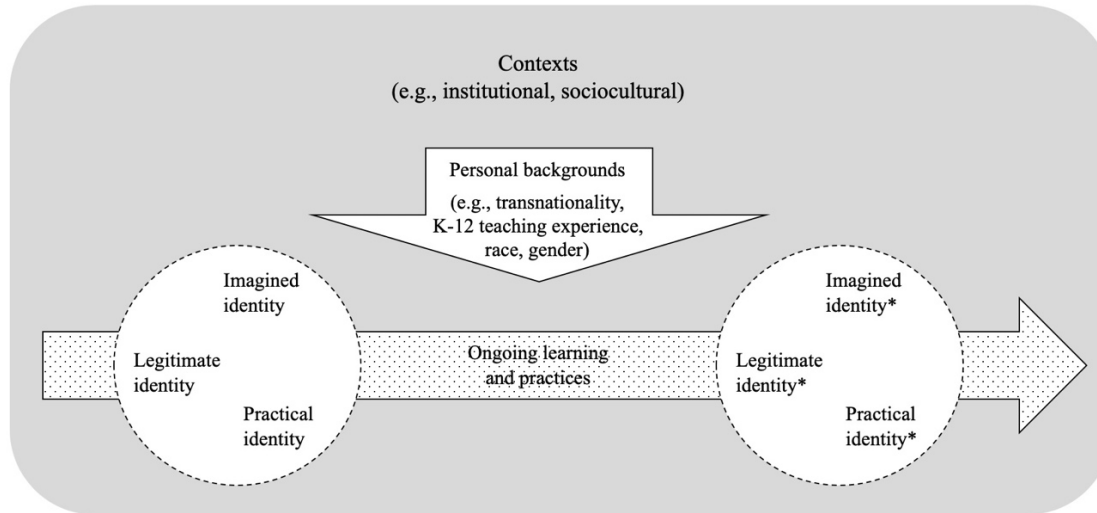 Contexts
(e.g., institutional, sociocultural)
Personal backgrounds
(e.g., transnationality,
K-12 teaching experience,
race, gender)
Imagined
identity
Legitimate
identity
Practical
identity
Ongoing learning
and practices
Imagined
identity*
Legitimate
identity*
Practical
identity*